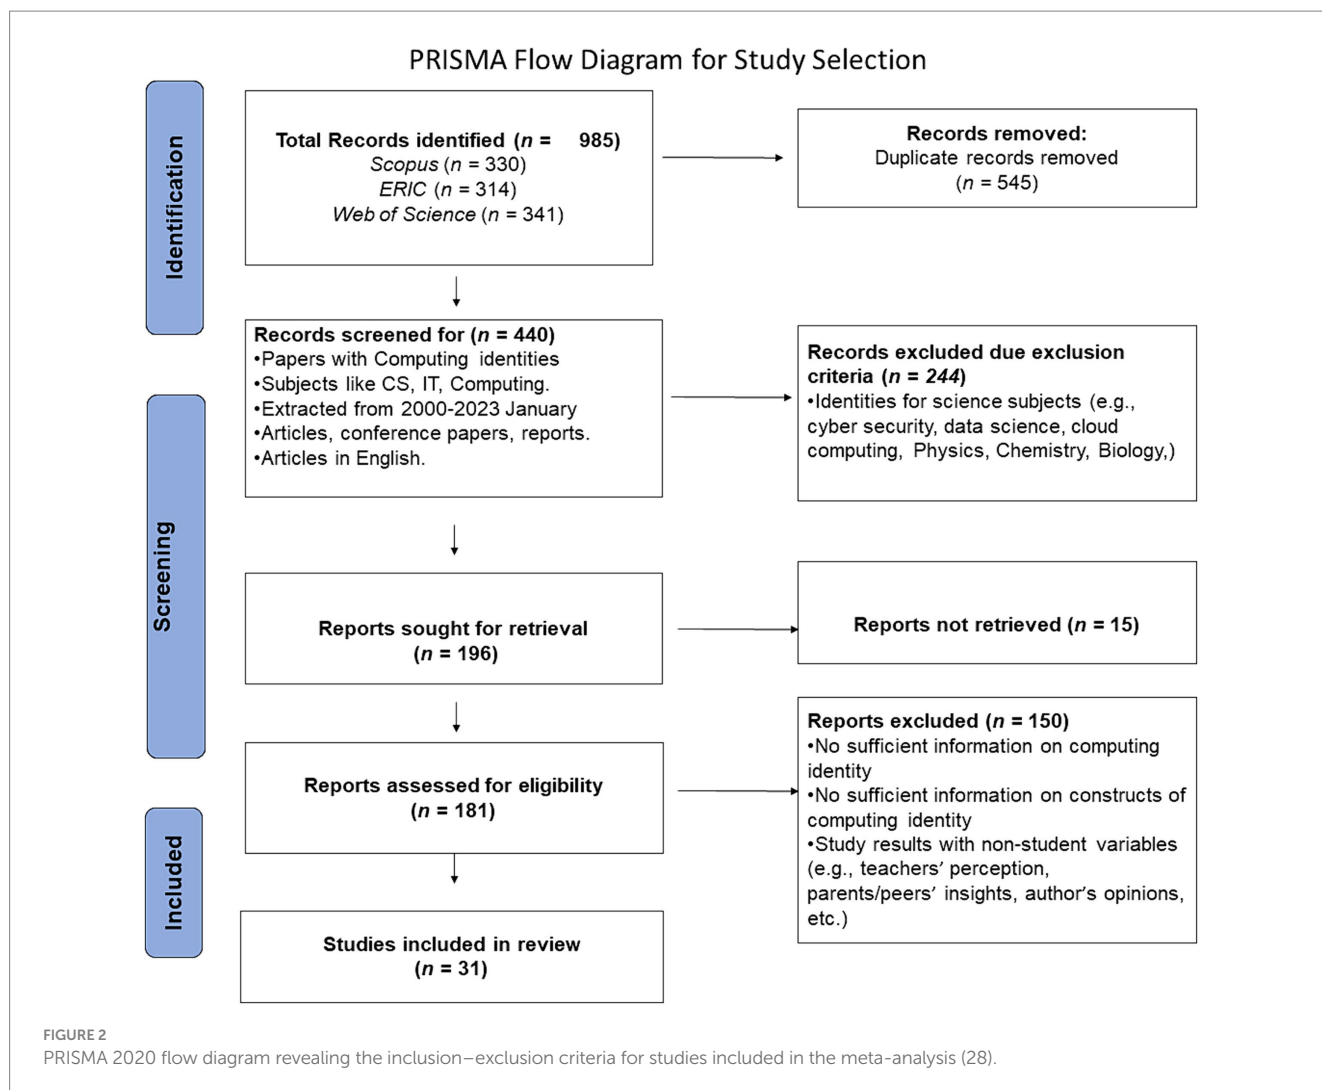 PRISMA Flow Diagram for Study Selection
Identification
Total Records identified (n = 985)
Scopus (n = 330)
ERIC (n = 314)
Web of Science (n = 341)
Records removed:
Duplicate records removed
(n = 545)
Records screened for (n = 440)
•Papers with Computing identities
•Subjects like CS, IT, Computing.
•Extracted from 2000-2023 January
•Articles, conference papers, reports.
•Articles in English.
Records excluded due exclusion
criteria (n = 244)
•Identities for science subjects (e.g.,
cyber security, data science, cloud
computing, Physics, Chemistry, Biology,)
Screening
Reports sought for retrieval
(n = 196)
Reports not retrieved (n = 15)
Reports assessed for eligibility
(n = 181)
Reports excluded (n = 150)
•No sufficient information on computing
identity
•No sufficient information on constructs of
computing identity
•Study results with non-student variables
(e.g., teachers’ perception,
parents/peers’ insights, author’s opinions,
etc.)
Included
Studies included in review
(n = 31)
FIGURE 2
PRISMA 2020 flow diagram revealing the inclusion–exclusion criteria for studies included in the meta-analysis (28).